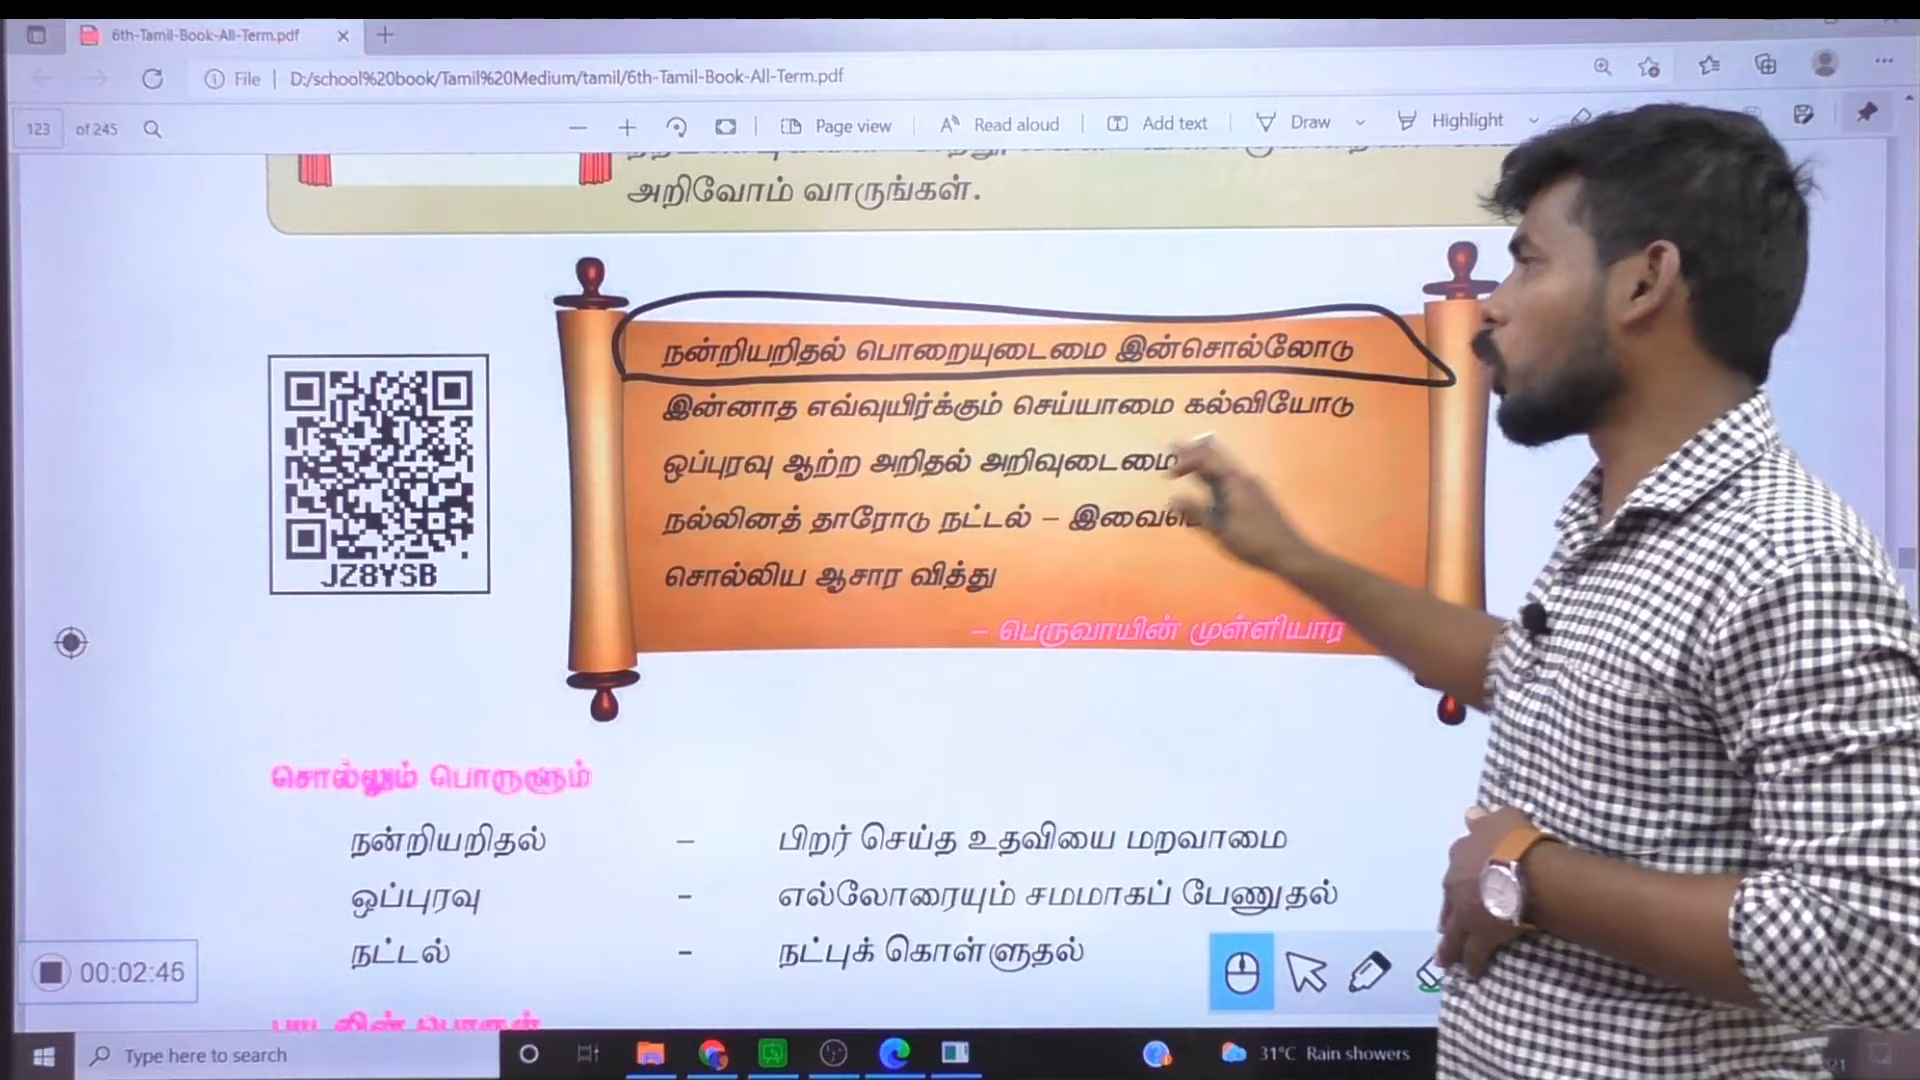 6th-Tamil-Book-All-Term.pdf
File | D:/school%20book/Tamil%20Medium/tamil/6th-Tamil-Book-All-Term.pdf
123 of 245 Page view Read aloud Add text Draw Highlight
அறிவோம் வாருங்கள்.
நன்றியறிதல் பொறையுடைமை இன்சொல்லோடு
இன்னாத எவ்வுயிர்க்கும் செய்யாமை கல்வியோடு
ஒப்புரவு ஆற்ற அறிதல் அறிவுடைமை
நல்லினத் தாரோடு நட்டல் –
சொல்லிய ஆசார வித்து
– பெருவாயின் முள்ளியார்
JZ8YSB
சொல்லும் பொருளும்
நன்றியறிதல் – பிறர் செய்த உதவியை மறவாமை
ஒப்புரவு - எல்லோரையும் சமமாகப் பேணுதல்
நட்டல் - நட்புக் கொள்ளுதல்
00:02:46
பாடலின் பொருள்
Type here to search
31°C Rain showers